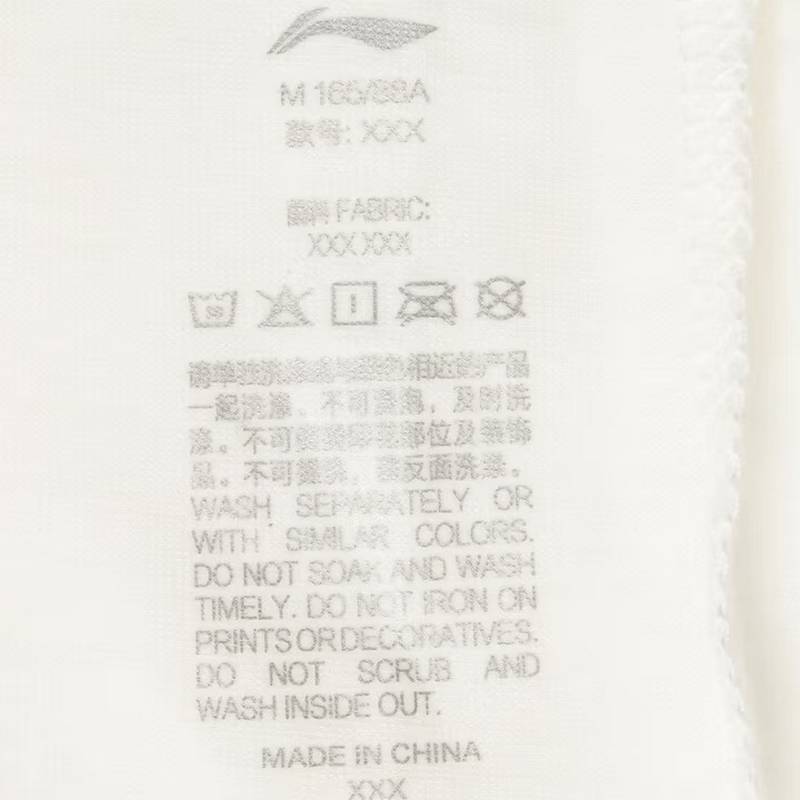 M 165/88A
款号: XXX
面料 FABRIC:
XXX XXX
请单独洗涤或与颜色相近的产品
一起洗涤。不可浸泡，及时洗
涤。不可熨烫印花部位及装饰
品。不可搓洗，请反面洗涤。
WASH SEPARATELY OR
WITH SIMILAR COLORS.
DO NOT SOAK AND WASH
TIMELY. DO NOT IRON ON
PRINTS OR DECORATIVES.
DO NOT SCRUB AND
WASH INSIDE OUT.
MADE IN CHINA
XXX